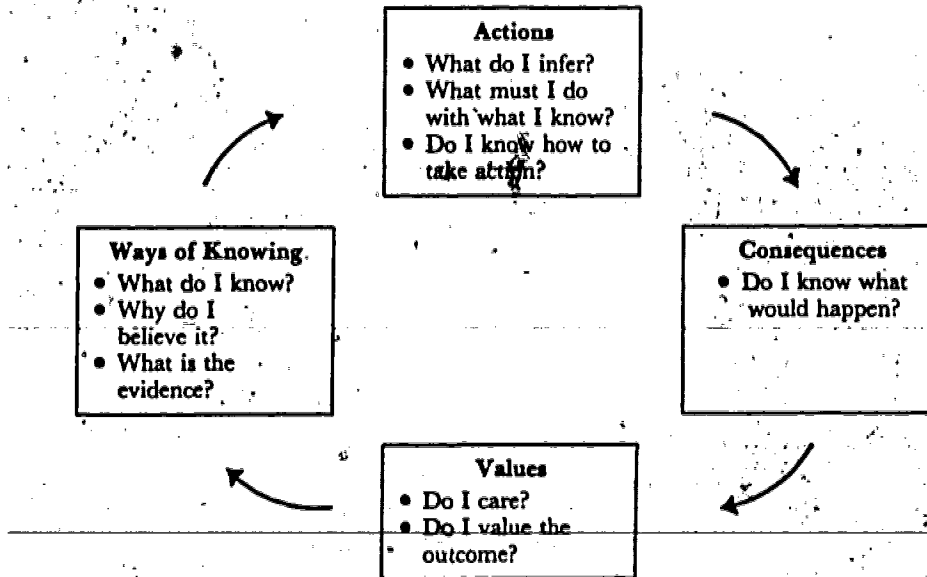 Actions
• What do I infer?
• What must I do
with what I know?
• Do I know how to
take action?
Ways of Knowing
• What do I know?
• Why do I
believe it?
• What is the
evidence?
Consequences
• Do I know what
would happen?
Values
• Do I care?
• Do I value the
outcome?